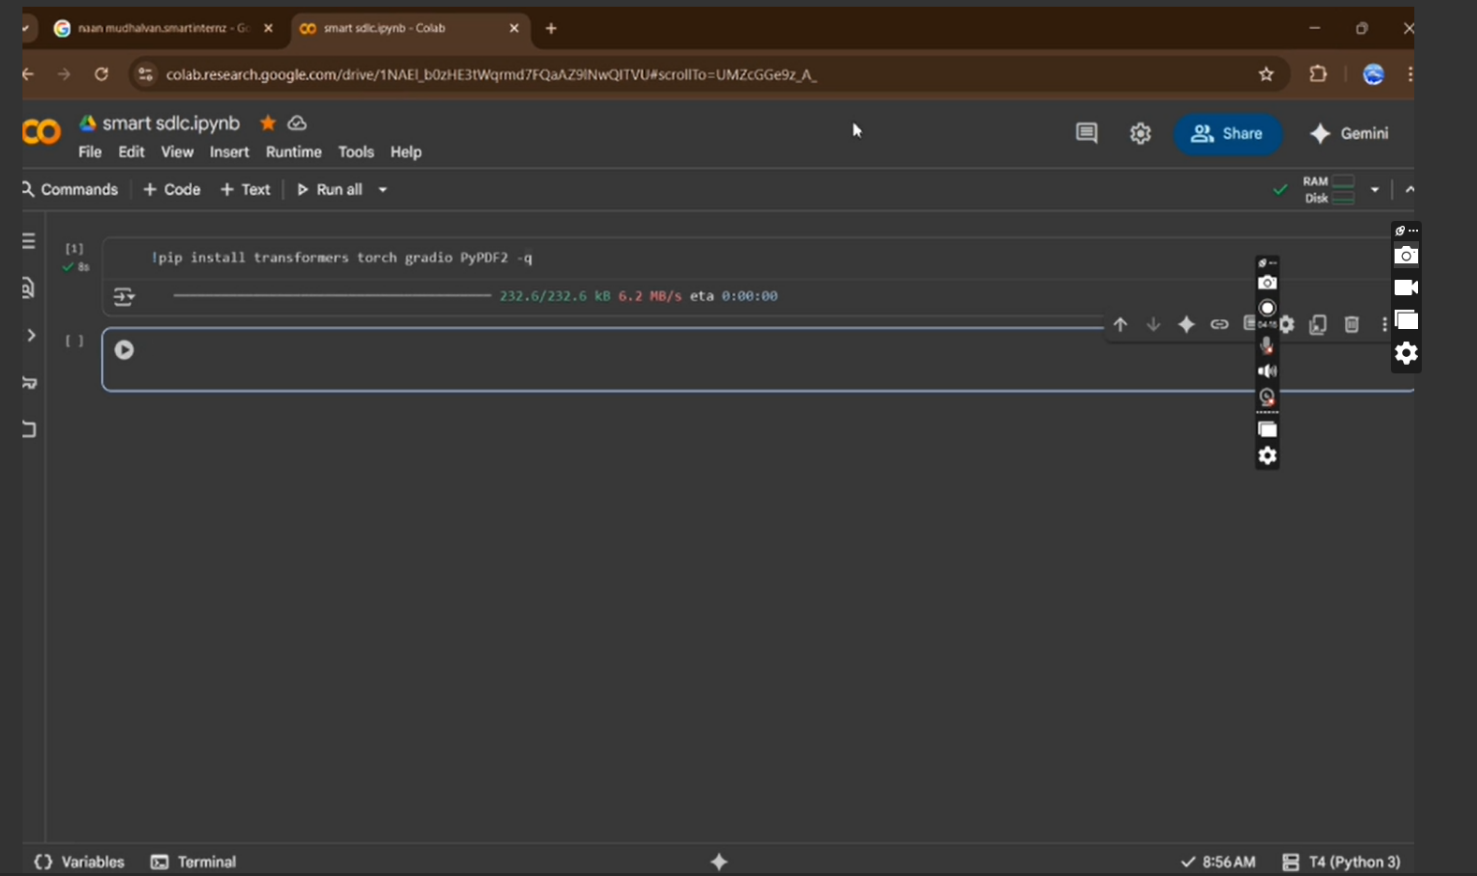 naan mudhalvan.smartinternz - Go
smart sdlc.ipynb - Colab
colab.research.google.com/drive/1NAEI_b0zHE3tWqrmd7FQaAZ9INwQITVU#scrollTo=UMZcGGe9z_A_
smart sdlc.ipynb
File Edit View Insert Runtime Tools Help
Share
Gemini
Commands + Code + Text Run all
RAM
Disk
[1]
8s
!pip install transformers torch gradio PyPDF2 -q
232.6/232.6 kB 6.2 MB/s eta 0:00:00
[ ]
Variables Terminal
8:56 AM T4 (Python 3)